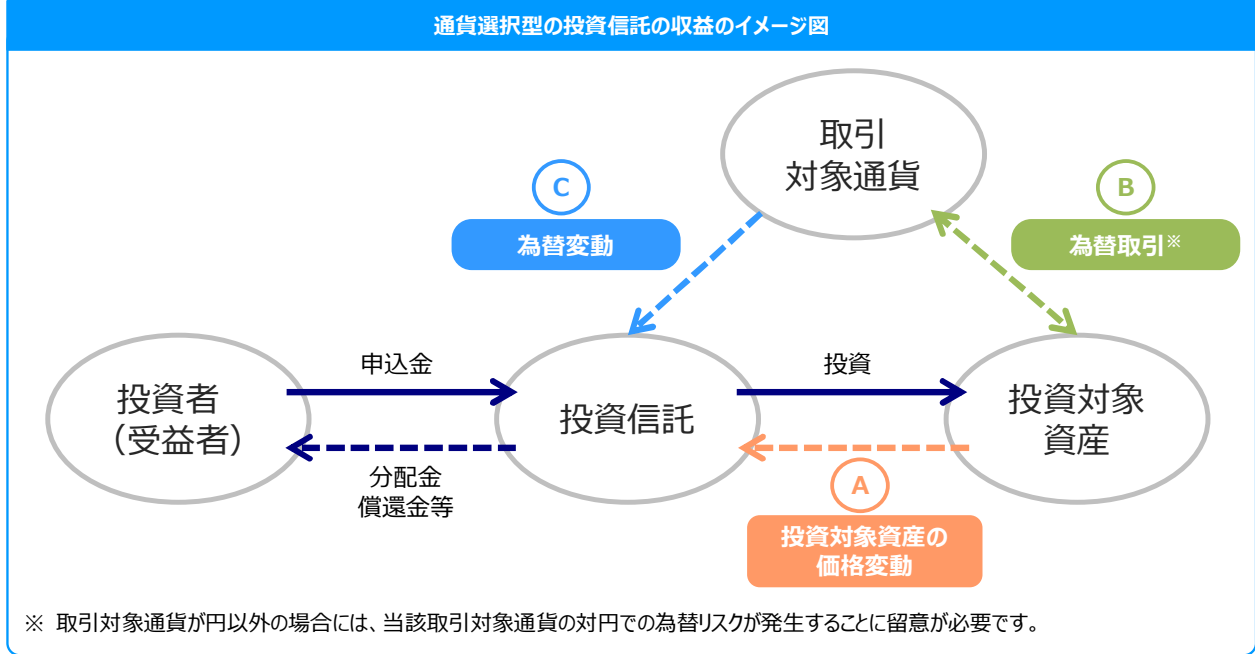 通貨選択型の投資信託の収益のイメージ図
取引
対象通貨
C
為替変動
B
為替取引※
投資者
（受益者）
申込金
分配金
償還金等
投資信託
投資
投資対象
資産
A
投資対象資産の
価格変動
※ 取引対象通貨が円以外の場合には、当該取引対象通貨の対円での為替リスクが発生することに留意が必要です。